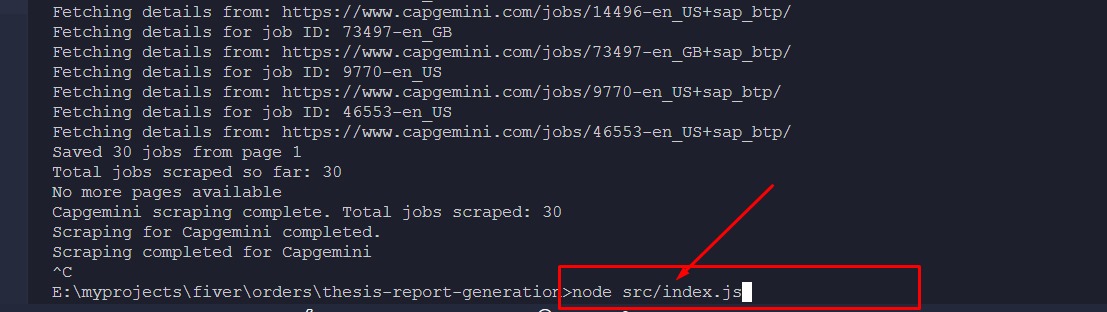 Fetching details from: https://www.capgemini.com/jobs/14496-en_US+sap_btp/
Fetching details for job ID: 73497-en_GB
Fetching details from: https://www.capgemini.com/jobs/73497-en_GB+sap_btp/
Fetching details for job ID: 9770-en_US
Fetching details from: https://www.capgemini.com/jobs/9770-en_US+sap_btp/
Fetching details for job ID: 46553-en_US
Fetching details from: https://www.capgemini.com/jobs/46553-en_US+sap_btp/
Saved 30 jobs from page 1
Total jobs scraped so far: 30
No more pages available
Capgemini scraping complete. Total jobs scraped: 30
Scraping for Capgemini completed.
Scraping completed for Capgemini
^C
E:\myprojects\fiver\orders\thesis-report-generation>node src/index.js